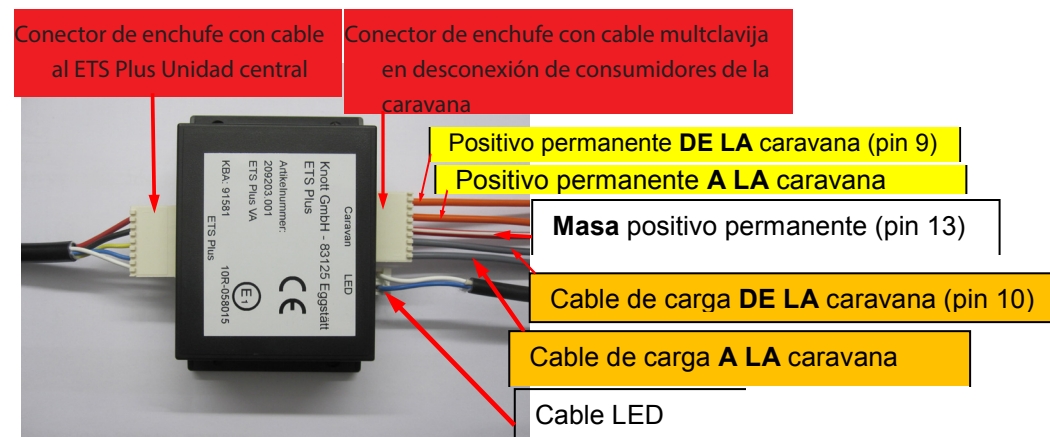 Conector de enchufe con cable
al ETS Plus Unidad central
Conector de enchufe con cable multclavija
en desconexión de consumidores de la
caravana
Positivo permanente DE LA caravana (pin 9)
Positivo permanente A LA caravana
Masa positivo permanente (pin 13)
Cable de carga DE LA caravana (pin 10)
Cable de carga A LA caravana
Cable LED
Caravan LED
Knott GmbH - 83125 Eggstätt
ETS Plus
Artikelnummer:
209203.001
ETS Plus VA
KBA: 91581
CE
E1
10R-058015
ETS Plus